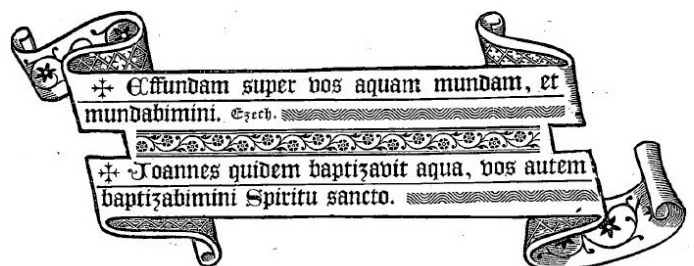 ✠ Effundam super vos aquam mundam, et
mundabimini. Ezech.
✠ Joannes quidem baptizavit aqua, vos autem
baptizabimini Spiritu sancto.